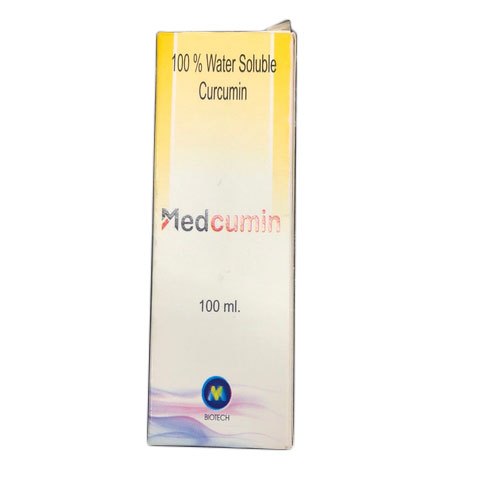 100 % Water Soluble
Curcumin
Medcumin
100 ml.
M
BIOTECH